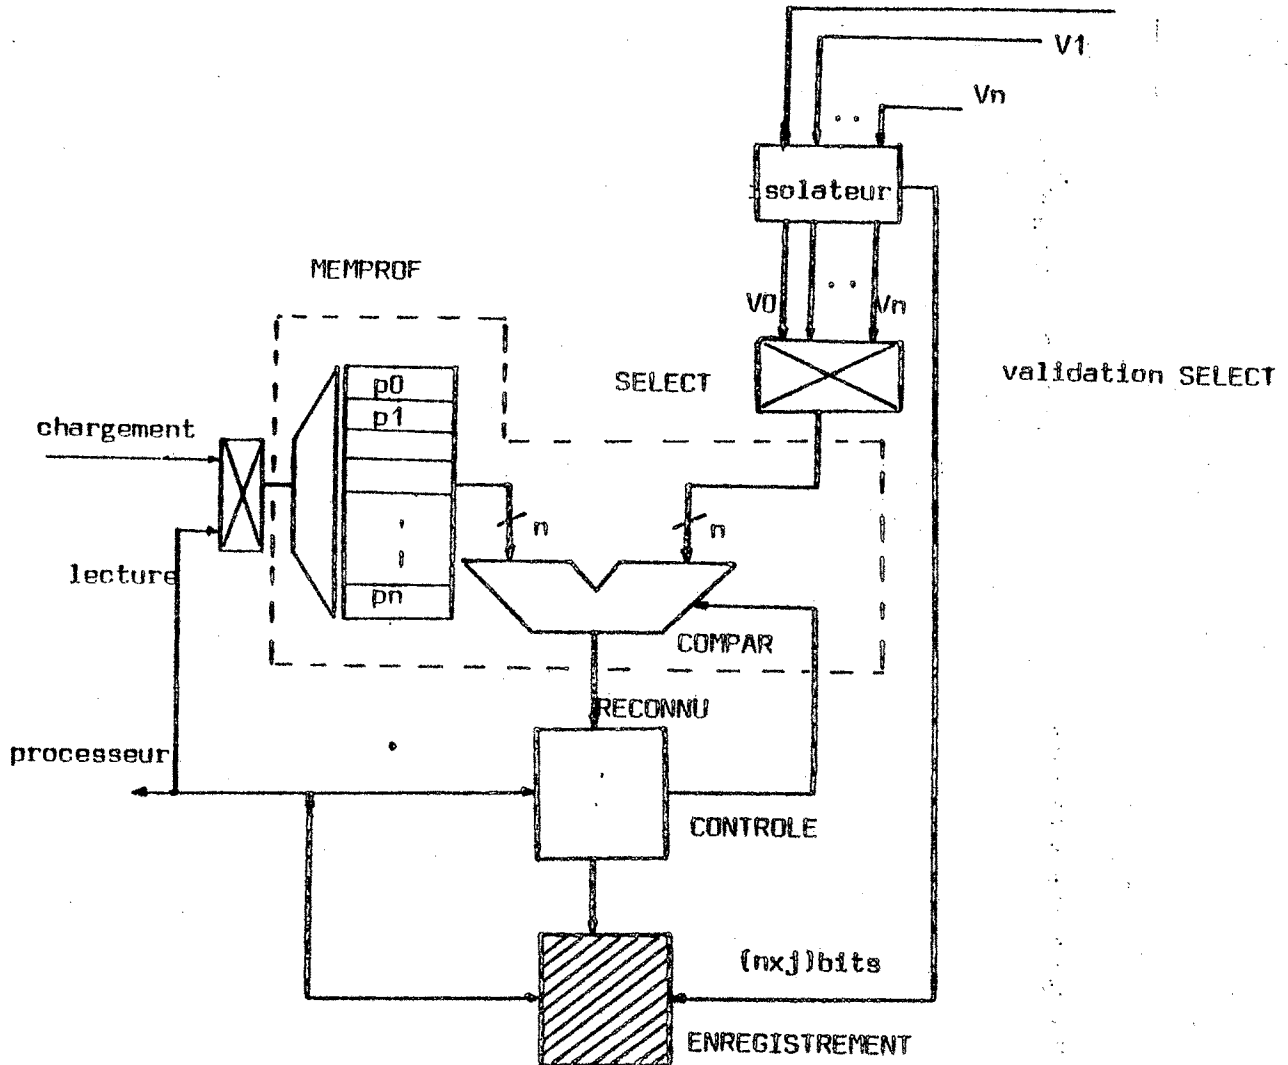 V1
Vn
isolateur
MEMPROF
V0
Vn
SELECT
validation SELECT
p0
p1
chargement
n
n
lecture
pn
COMPAR
RECONNU
processeur
CONTROLE
(nxj)bits
ENREGISTREMENT